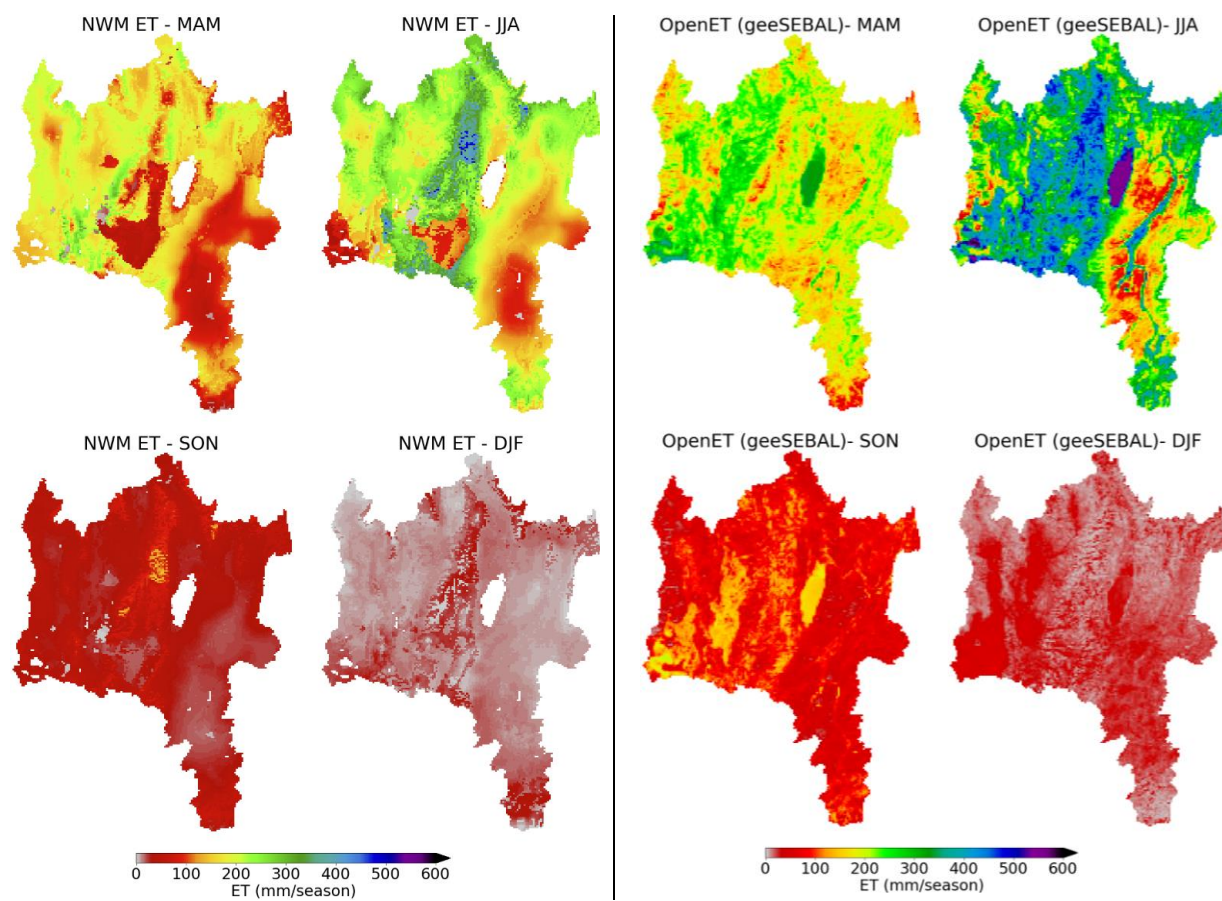 NWM ET - MAM
NWM ET - JJA
OpenET (geeSEBAL)- MAM
OpenET (geeSEBAL)- JJA
NWM ET - SON
NWM ET - DJF
OpenET (geeSEBAL)- SON
OpenET (geeSEBAL)- DJF
0 100 200 300 400 500 600
ET (mm/season)
0 100 200 300 400 500 600
ET (mm/season)